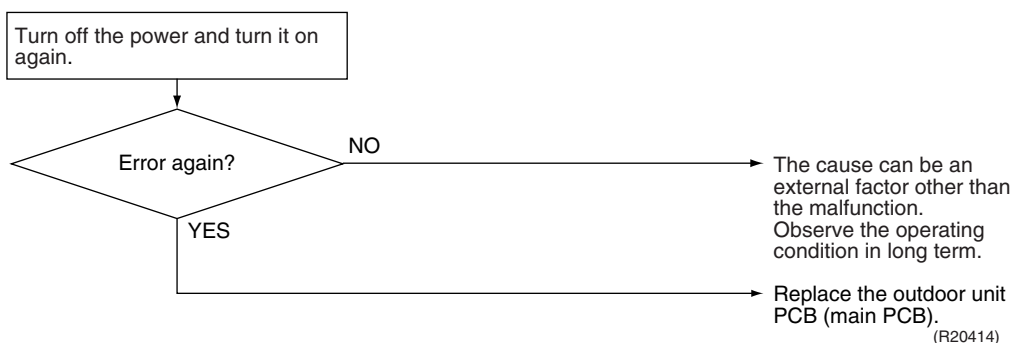 Turn off the power and turn it on
again.
Error again?
NO
The cause can be an
external factor other than
the malfunction.
Observe the operating
condition in long term.
YES
Replace the outdoor unit
PCB (main PCB).
(R20414)